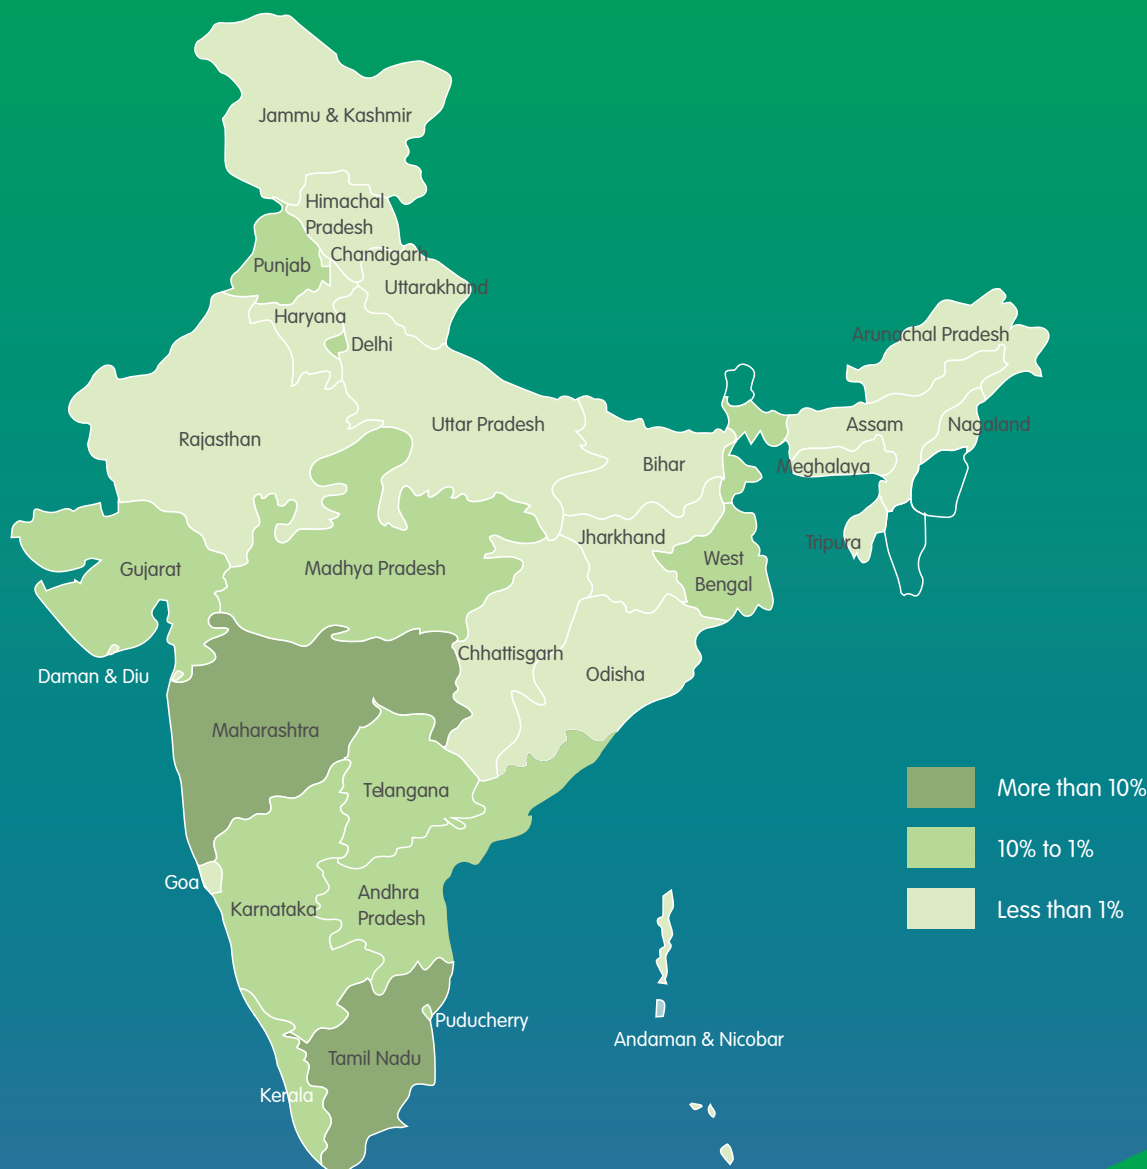 Jammu & Kashmir
Himachal
Pradesh
Chandigarh
Punjab
Uttarakhand
Haryana
Delhi
Arunachal Pradesh
Rajasthan
Uttar Pradesh
Assam
Nagaland
Bihar
Meghalaya
Jharkhand
Tripura
Gujarat
Madhya Pradesh
West
Bengal
Chhattisgarh
Odisha
Daman & Diu
Maharashtra
Telangana
More than 10%
10% to 1%
Less than 1%
Goa
Karnataka
Andhra
Pradesh
Puducherry
Andaman & Nicobar
Tamil Nadu
Kerala